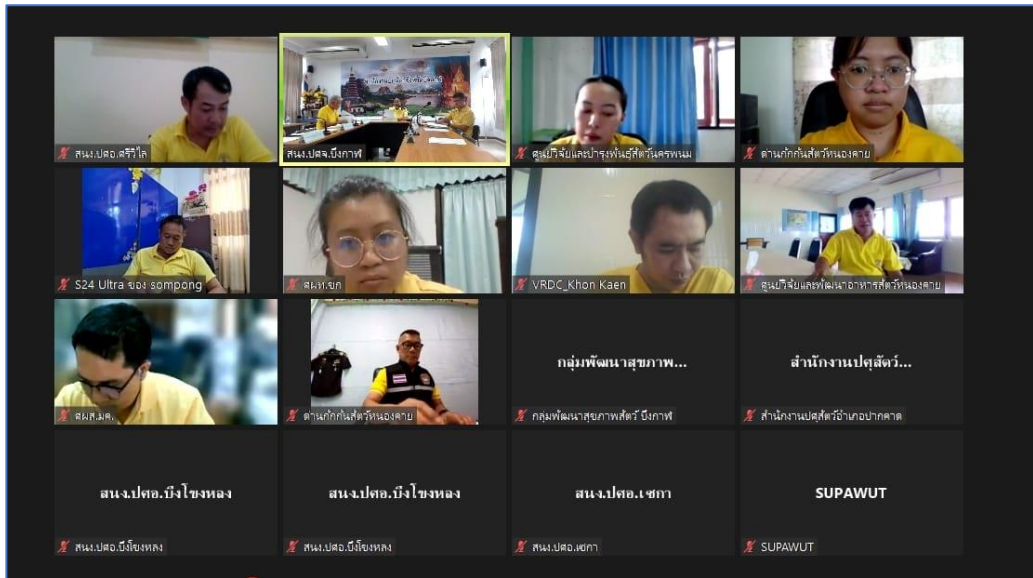 สนง.ปศอ.ศรีวิไล
สนง.ปศจ.บึงกาฬ
ศูนย์วิจัยและบำรุงพันธุ์สัตว์นครพนม
ด่านกักกันสัตว์หนองคาย
S24 Ultra ของ sompong
ศผท.ขก
VRDC_Khon Kaen
ศูนย์วิจัยและพัฒนาอาหารสัตว์หนองคาย
ศผส.มค.
ด่านกักกันสัตว์หนองคาย
กลุ่มพัฒนาสุขภาพ...
กลุ่มพัฒนาสุขภาพสัตว์ บึงกาฬ
สำนักงานปศุสัตว์...
สำนักงานปศุสัตว์อำเภอปากคาด
สนง.ปศอ.บึงโขงหลง
สนง.ปศอ.บึงโขงหลง
สนง.ปศอ.บึงโขงหลง
สนง.ปศอ.บึงโขงหลง
สนง.ปศอ.เซกา
สนง.ปศอ.เซกา
SUPAWUT
SUPAWUT